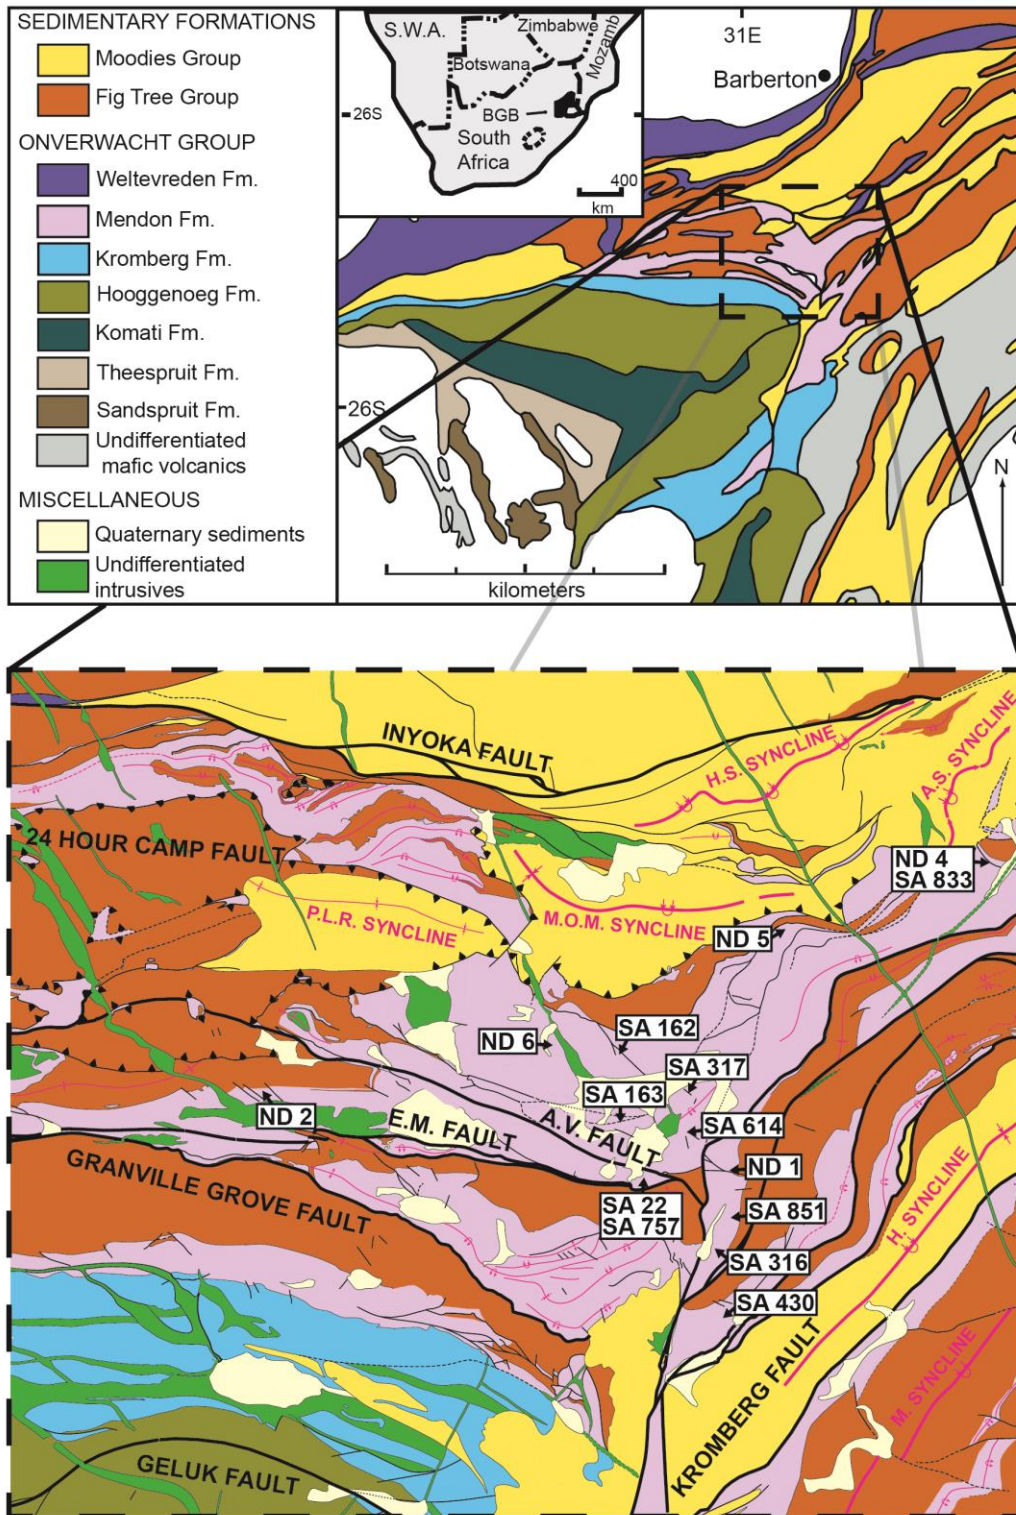 SEDIMENTARY FORMATIONS
Moodies Group
Fig Tree Group
ONVERWACHT GROUP
Weltevreden Fm.
Mendon Fm.
Kromberg Fm.
Hooggenoeg Fm.
Komati Fm.
Theespruit Fm.
Sandspruit Fm.
Undifferentiated
mafic volcanics
MISCELLANEOUS
Quaternary sediments
Undifferentiated
intrusives
S.W.A.
Zimbabwe
Botswana
Mozamb
26S
BGB
South
Africa
400
km
31E
Barberton
26S
N
kilometers
INYOKA FAULT
H.S. SYNCLINE
A.S. SYNCLINE
24 HOUR CAMP FAULT
ND 4
SA 833
P.L.R. SYNCLINE
M.O.M. SYNCLINE
ND 5
ND 6
SA 162
SA 317
SA 163
ND 2
E.M. FAULT
A.V. FAULT
SA 614
GRANVILLE GROVE FAULT
ND 1
SA 22
SA 757
SA 851
H. SYNCLINE
SA 316
SA 430
KROMBERG FAULT
M. SYNCLINE
GELUK FAULT